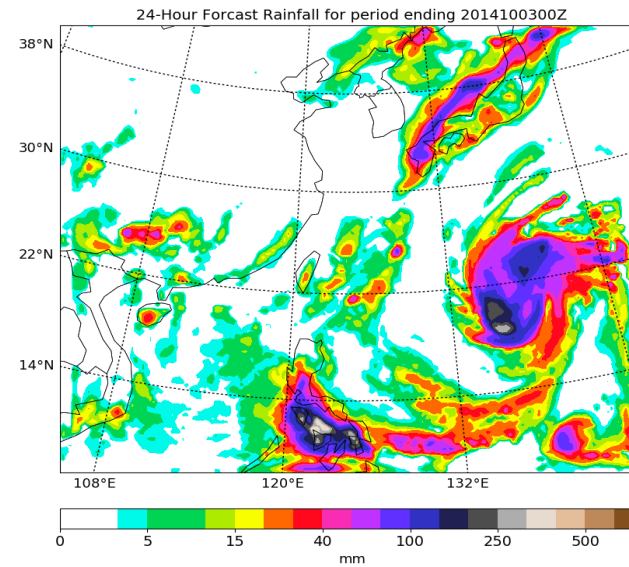 24-Hour Forcast Rainfall for period ending 2014100300Z
38°N
30°N
22°N
14°N
108°E 120°E 132°E
0 5 15 40 100 250 500
mm